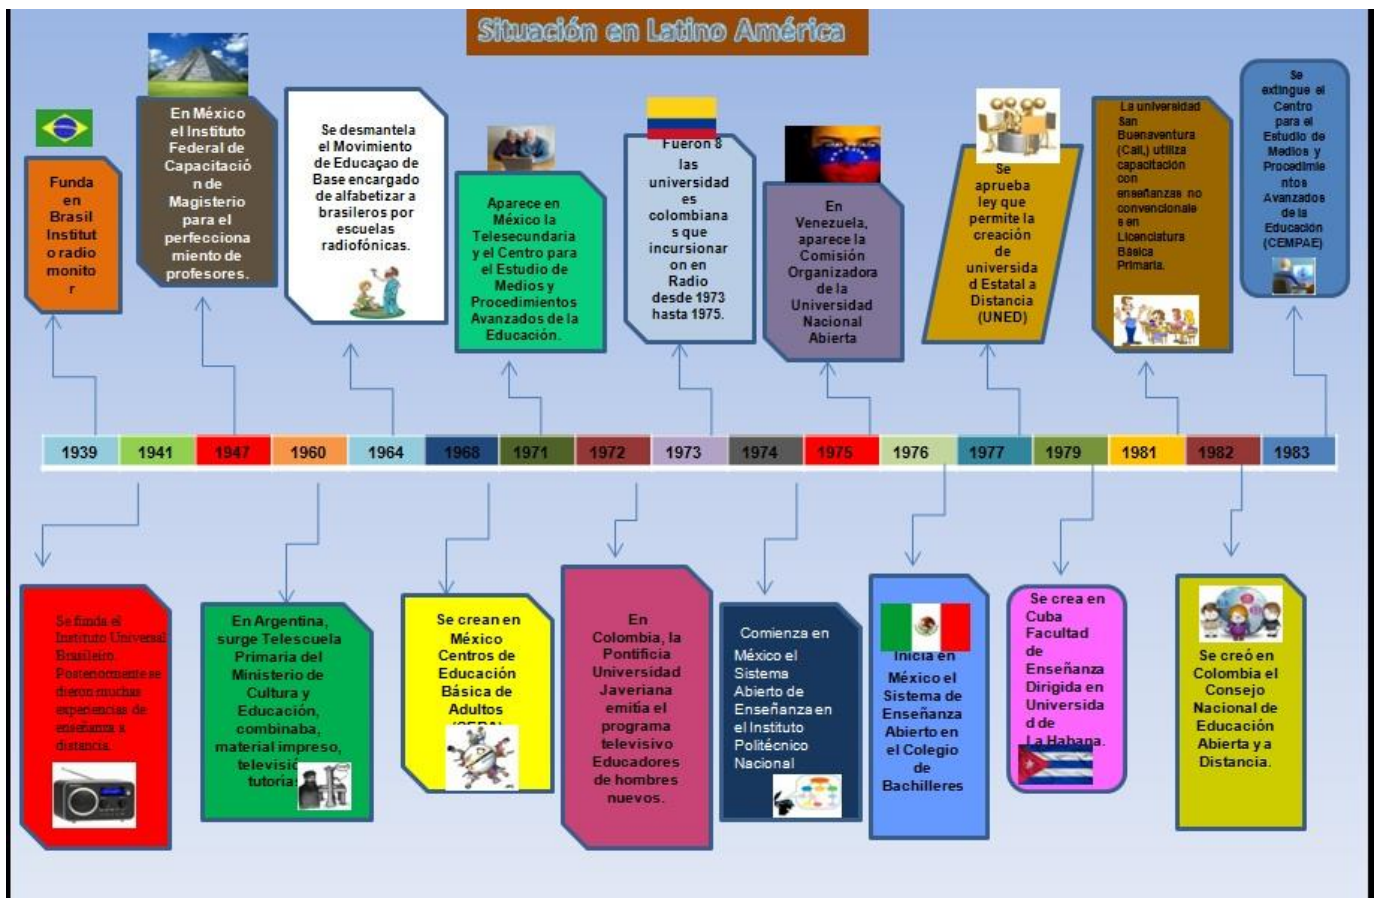 Situación en Latino América
Funda
en
Brasil
Institut
o radio
monito
r
En México
el Instituto
Federal de
Capacitació
n de
Magisterio
para el
perfecciona
miento de
profesores.
Se desmantela
el Movimiento
de Educaçao de
Base encargado
de alfabetizar a
brasileros por
escuelas
radiofónicas.
Aparece en
México la
Telesecundaria
y el Centro para
el Estudio de
Medios y
Procedimientos
Avanzados de la
Educación.
Fueron 8
las
universidad
es
colombiana
s que
incursionar
on en
Radio
desde 1973
hasta 1975.
En
Venezuela,
aparece la
Comisión
Organizadora
de la
Universidad
Nacional
Abierta
Se
aprueba
ley que
permite la
creación
de
universida
d Estatal a
Distancia
(UNED)
La universidad
San
Buenaventura
(Cali,) utiliza
capacitación
con
enseñanzas no
convencionale
s en
Licenciatura
Básica
Primaria.
Se
extingue el
Centro
para el
Estudio de
Medios y
Procedimie
ntos
Avanzados
de la
Educación
(CEMPAE)
1939 1941 1947 1960 1964 1968 1971 1972 1973 1974 1975 1976 1977 1979 1981 1982 1983
Se funda el
Instituto Universal
Brasileiro.
Posteriormente se
dieron muchas
experiencias de
enseñanza a
distancia.
En Argentina,
surge Telscuela
Primaria del
Ministerio de
Cultura y
Educación,
combinaba,
material impreso,
televisió
tutorías
Se crean en
México
Centros de
Educación
Básica de
Adultos
(CEBA)
En
Colombia, la
Pontificia
Universidad
Javeriana
emitía el
programa
televisivo
Educadores
de hombres
nuevos.
Comienza en
México el
Sistema
Abierto de
Enseñanza en
el Instituto
Politécnico
Nacional
Inicia en
México el
Sistema de
Enseñanza
Abierto en
el Colegio
de
Bachilleres
Se crea en
Cuba
Facultad
de
Enseñanza
Dirigida en
Universida
d de
La Habana.
Se creó en
Colombia el
Consejo
Nacional de
Educación
Abierta y a
Distancia.